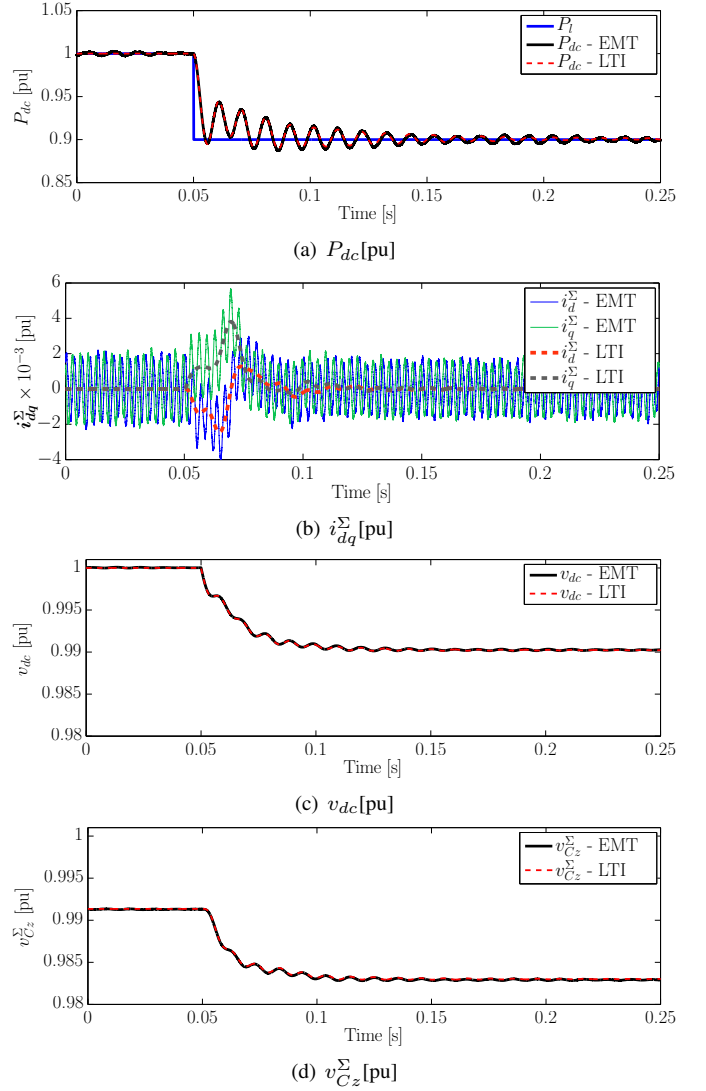 1.05
1
0.95
0.9
0.85
P_dc [pu]
P_l
P_dc - EMT
P_dc - LTI
0 0.05 0.1 0.15 0.2 0.25
Time [s]
(a) P_dc[pu]
6
4
2
0
−2
−4
i^Σ_dq × 10^−3 [pu]
i^Σ_d - EMT
i^Σ_q - EMT
i^Σ_d - LTI
i^Σ_q - LTI
0 0.05 0.1 0.15 0.2 0.25
Time [s]
(b) i^Σ_dq[pu]
1
0.995
0.99
0.985
0.98
v_dc [pu]
v_dc - EMT
v_dc - LTI
0 0.05 0.1 0.15 0.2 0.25
Time [s]
(c) v_dc[pu]
1
0.995
0.99
0.985
0.98
v^Σ_Cz [pu]
v^Σ_Cz - EMT
v^Σ_Cz - LTI
0 0.05 0.1 0.15 0.2 0.25
Time [s]
(d) v^Σ_Cz[pu]